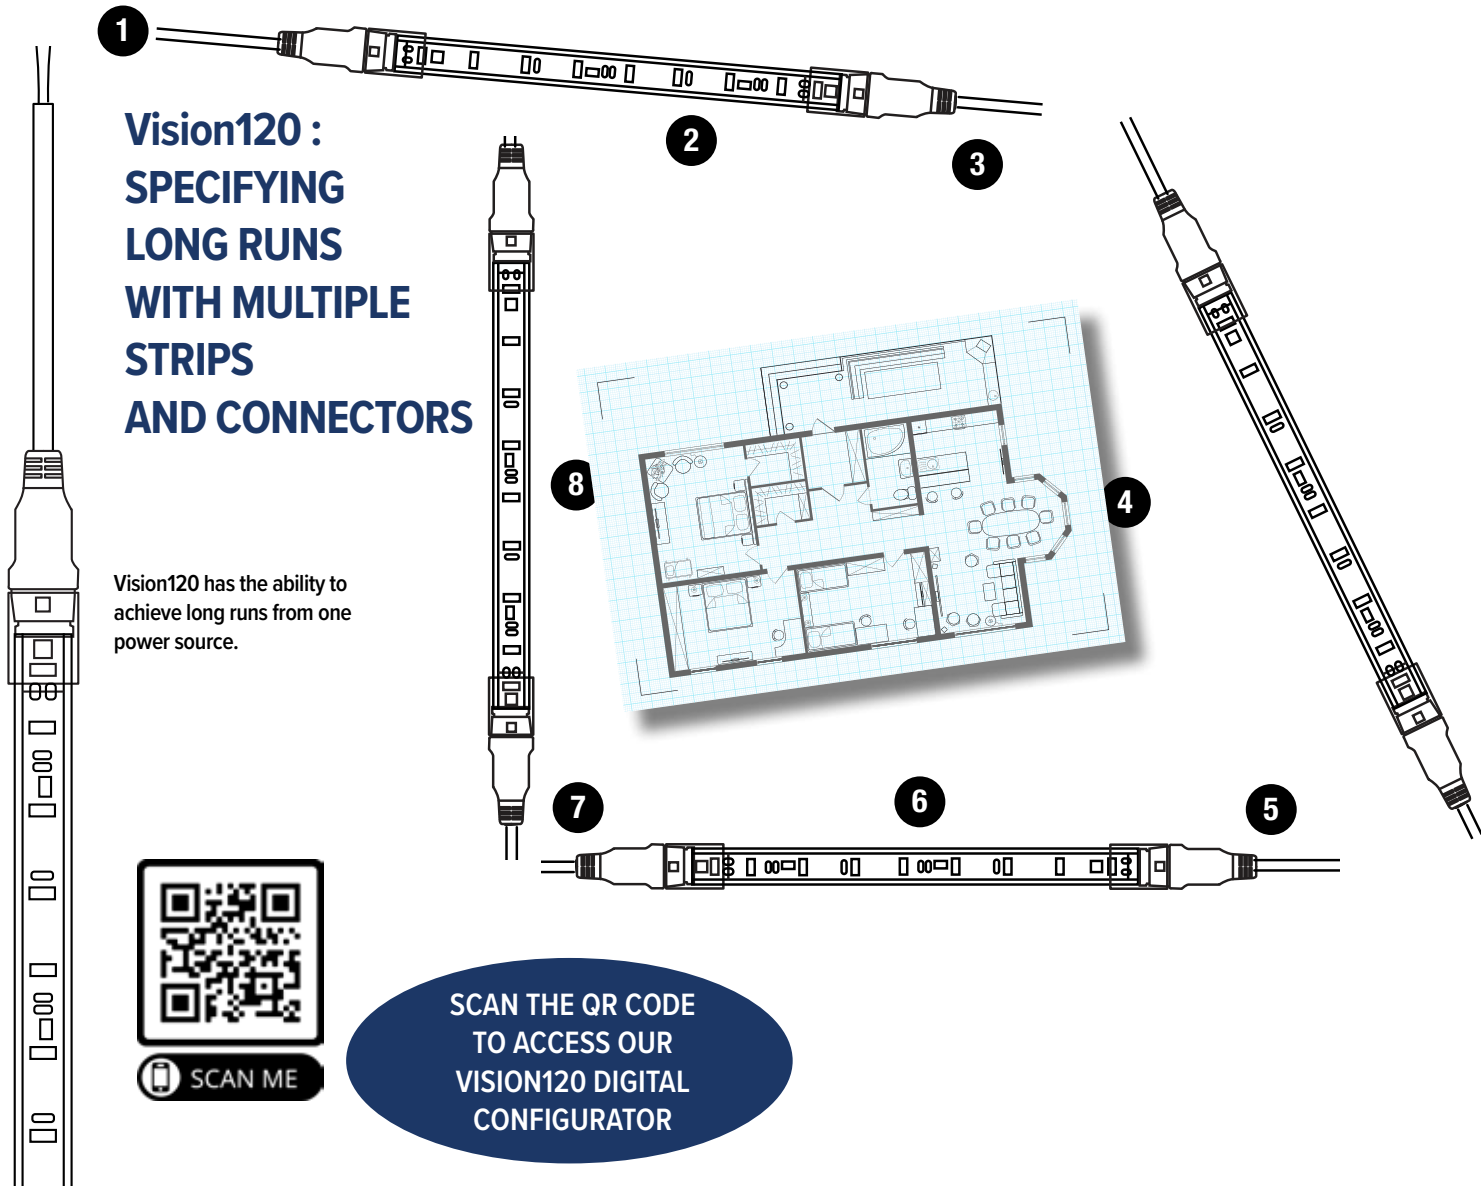 1
2
3
Vision120 :
SPECIFYING
LONG RUNS
WITH MULTIPLE
STRIPS
AND CONNECTORS
8
4
Vision120 has the ability to
achieve long runs from one
power source.
7
6
5
SCAN ME
SCAN THE QR CODE
TO ACCESS OUR
VISION120 DIGITAL
CONFIGURATOR